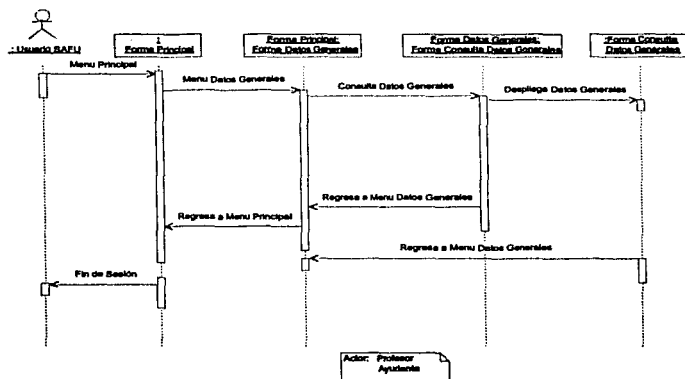 : Usuario SAFU
:
Forma Principal
Forma Principal:
Forma Datos Generales
Forma Datos Generales:
Forma Consulta Datos Generales
:Forma Consulta
Datos Generales
Menu Principal
Menu Datos Generales
Consulta Datos Generales
Despliega Datos Generales
Regresa a Menu Datos Generales
Regresa a Menu Principal
Regresa a Menu Datos Generales
Fin de Sesión
Actor: Profesor
Ayudante